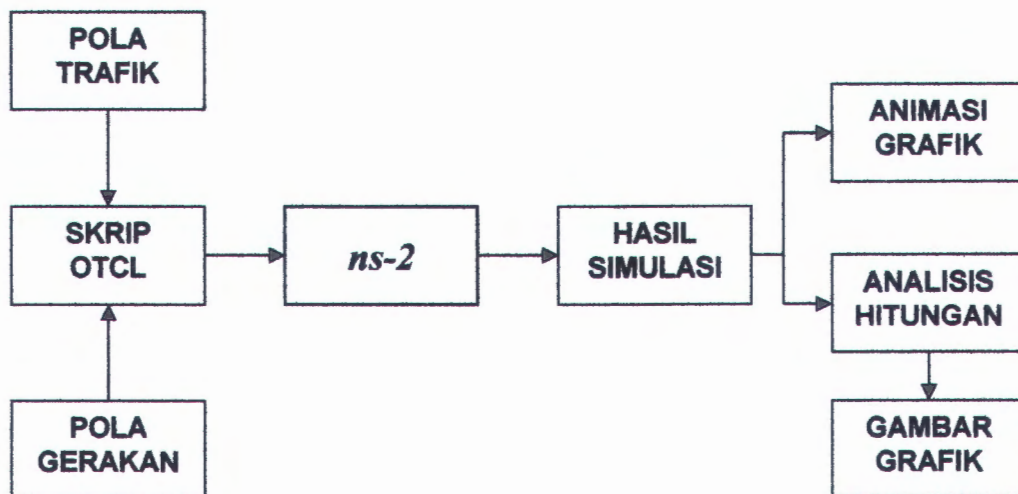 POLA
TRAFIK
SKRIP
OTCL
POLA
GERAKAN
ns-2
HASIL
SIMULASI
ANIMASI
GRAFIK
ANALISIS
HITUNGAN
GAMBAR
GRAFIK